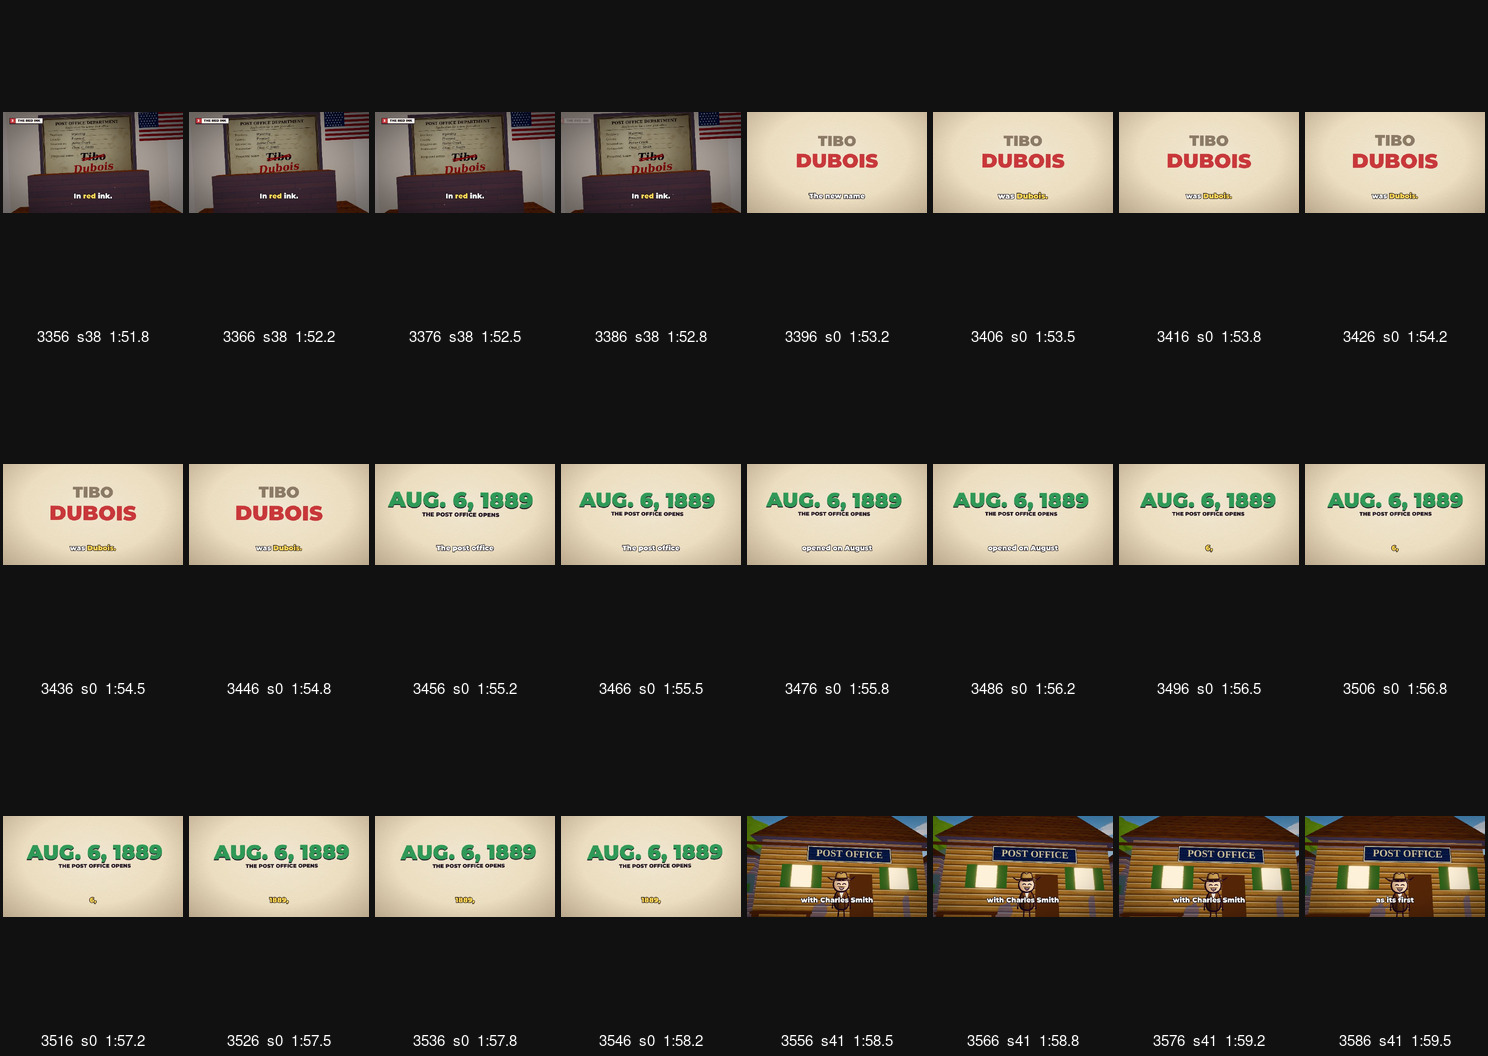 THE RED INK
POST OFFICE DEPARTMENT
Tibo
Dubois
In red ink.
THE RED INK
POST OFFICE DEPARTMENT
Tibo
Dubois
In red ink.
THE RED INK
POST OFFICE DEPARTMENT
Tibo
Dubois
In red ink.
POST OFFICE DEPARTMENT
Tibo
Dubois
In red ink.
TIBO
DUBOIS
The new name
TIBO
DUBOIS
was Dubois.
TIBO
DUBOIS
was Dubois.
TIBO
DUBOIS
was Dubois.
3356 s38 1:51.8
3366 s38 1:52.2
3376 s38 1:52.5
3386 s38 1:52.8
3396 s0 1:53.2
3406 s0 1:53.5
3416 s0 1:53.8
3426 s0 1:54.2
TIBO
DUBOIS
was Dubois.
TIBO
DUBOIS
was Dubois.
AUG. 6, 1889
THE POST OFFICE OPENS
The post office
AUG. 6, 1889
THE POST OFFICE OPENS
The post office
AUG. 6, 1889
THE POST OFFICE OPENS
opened on August
AUG. 6, 1889
THE POST OFFICE OPENS
opened on August
AUG. 6, 1889
THE POST OFFICE OPENS
6,
AUG. 6, 1889
THE POST OFFICE OPENS
6,
3436 s0 1:54.5
3446 s0 1:54.8
3456 s0 1:55.2
3466 s0 1:55.5
3476 s0 1:55.8
3486 s0 1:56.2
3496 s0 1:56.5
3506 s0 1:56.8
AUG. 6, 1889
THE POST OFFICE OPENS
6,
AUG. 6, 1889
THE POST OFFICE OPENS
1889,
AUG. 6, 1889
THE POST OFFICE OPENS
1889,
AUG. 6, 1889
THE POST OFFICE OPENS
1889,
POST OFFICE
with Charles Smith
POST OFFICE
with Charles Smith
POST OFFICE
with Charles Smith
POST OFFICE
as its first
3516 s0 1:57.2
3526 s0 1:57.5
3536 s0 1:57.8
3546 s0 1:58.2
3556 s41 1:58.5
3566 s41 1:58.8
3576 s41 1:59.2
3586 s41 1:59.5